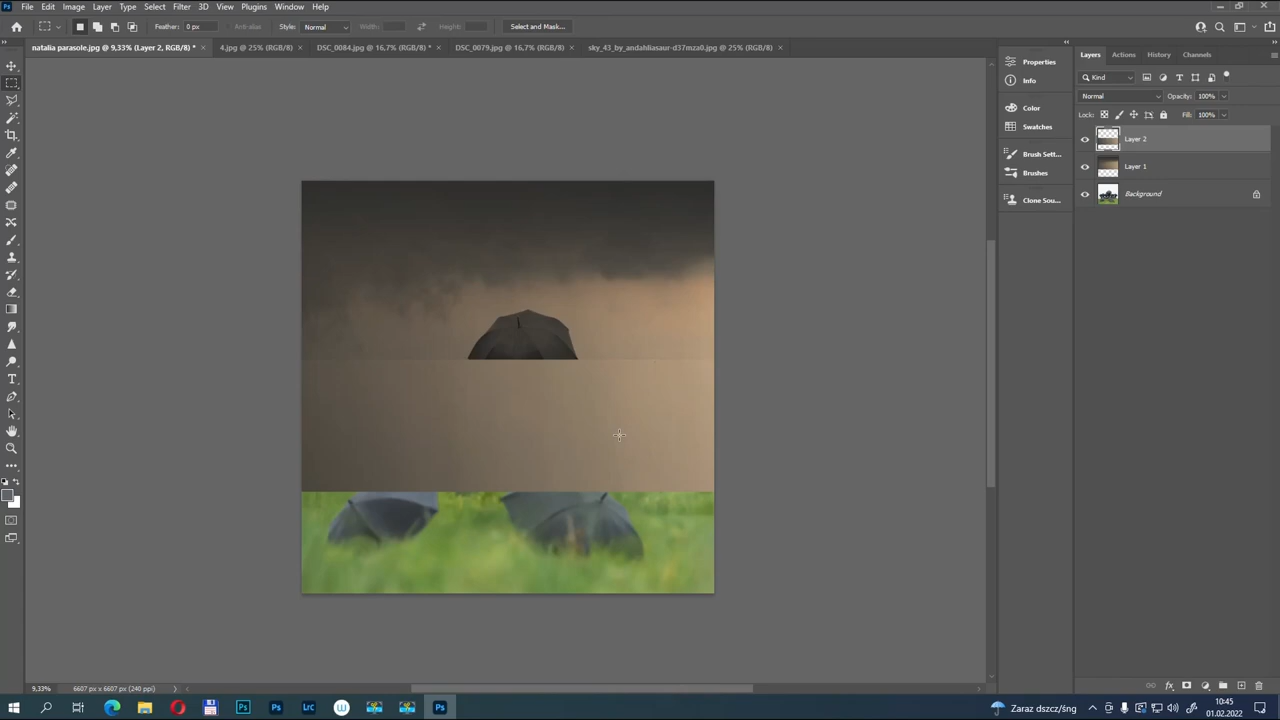 File Edit Image Layer Type Select Filter 3D View Plugins Window Help
Feather: 0 px Anti-alias Style: Normal Width: Height: Select and Mask...
natalia parasole.jpg @ 9,33% (Layer 2, RGB/8) * × 4.jpg @ 25% (RGB/8) × DSC_0084.jpg @ 16,7% (RGB/8) * × DSC_0079.jpg @ 16,7% (RGB/8) × sky_43_by_andahliasaur-d37mza0.jpg @ 25% (RGB/8) ×
Properties
Info
Color
Swatches
Brush Sett...
Brushes
Clone Sou...
Layers Actions History Channels
Kind
Normal Opacity: 100%
Lock: Fill: 100%
Layer 2
Layer 1
Background
9,33% 6607 px x 6607 px (240 ppi)
Zaraz dszcz/śng
10:45
01.02.2022